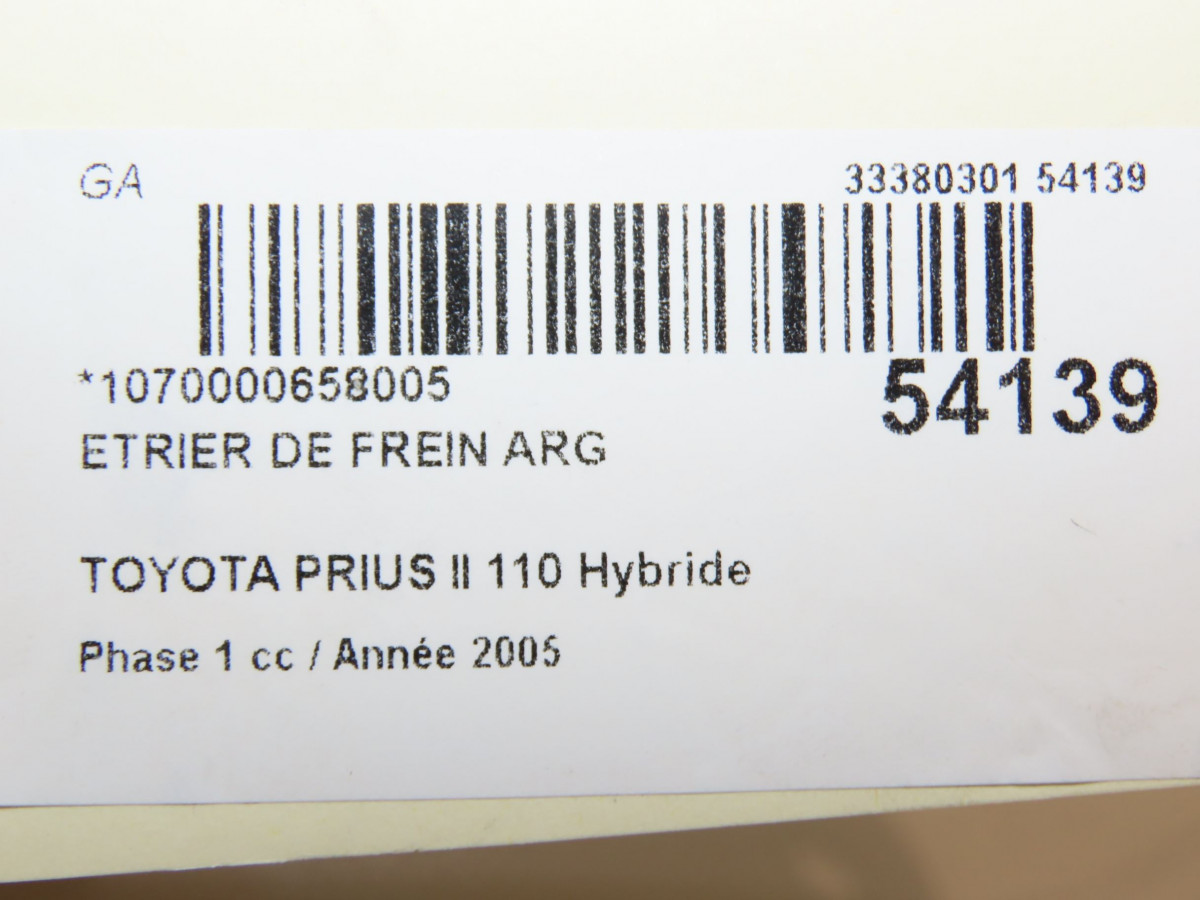 GA
33380301 54139
*1070000658005
54139
ETRIER DE FREIN ARG
TOYOTA PRIUS II 110 Hybride
Phase 1 cc / Année 2005